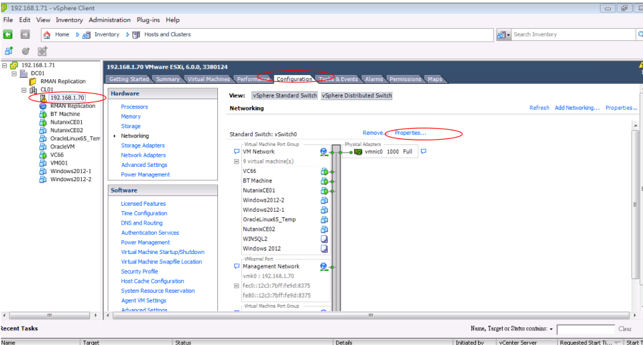 192.168.1.71 - vSphere Client
File Edit View Inventory Administration Plug-ins Help
Home Inventory Hosts and Clusters Search Inventory
192.168.1.71
DC01
RMAN Replication
CL01
192.168.1.70
RMAN Replication
BT Machine
NutanixCE01
NutanixCE02
OracleLinux65_Tem
OracleVM
VC66
VM001
Windows2012-1
Windows2012-2
192.168.1.70 VMware ESXi, 6.0.0, 3380124
Getting Started Summary Virtual Machines Configuration Alarms Permissions Maps
Hardware
Processors
Memory
Storage
Networking
Storage Adapters
Network Adapters
Advanced Settings
Power Management
Software
Licensed Features
Time Configuration
DNS and Routing
Authentication Services
Power Management
Virtual Machine Startup/Shutdown
Virtual Machine Swapfile Location
Security Profile
Host Cache Configuration
System Resource Reservation
Agent VM Settings
Advanced Settings
View: vSphere Standard Switch vSphere Distributed Switch
Networking
Refresh Add Networking... Properties...
Standard Switch: vSwitch0 Remove... Properties...
Virtual Machine Port Group Physical Adapters
VM Network vmnic0 1000 Full
9 virtual machine(s)
VC66
BT Machine
NutanixCE01
Windows2012-2
Windows2012-1
OracleLinux65_Temp
NutanixCE02
WINSQL2
Windows 2012
VMkernel Port
Management Network
vmk0 : 192.168.1.70
fec0::12c3:7bff:fe9d:8375
fe80::12c3:7bff:fe9d:8375
Virtual Machine Port Group
Recent Tasks Name, Target or Status contains: Clear
Name Target Status Details Initiated by vCenter Server Requested Start Ti... Start